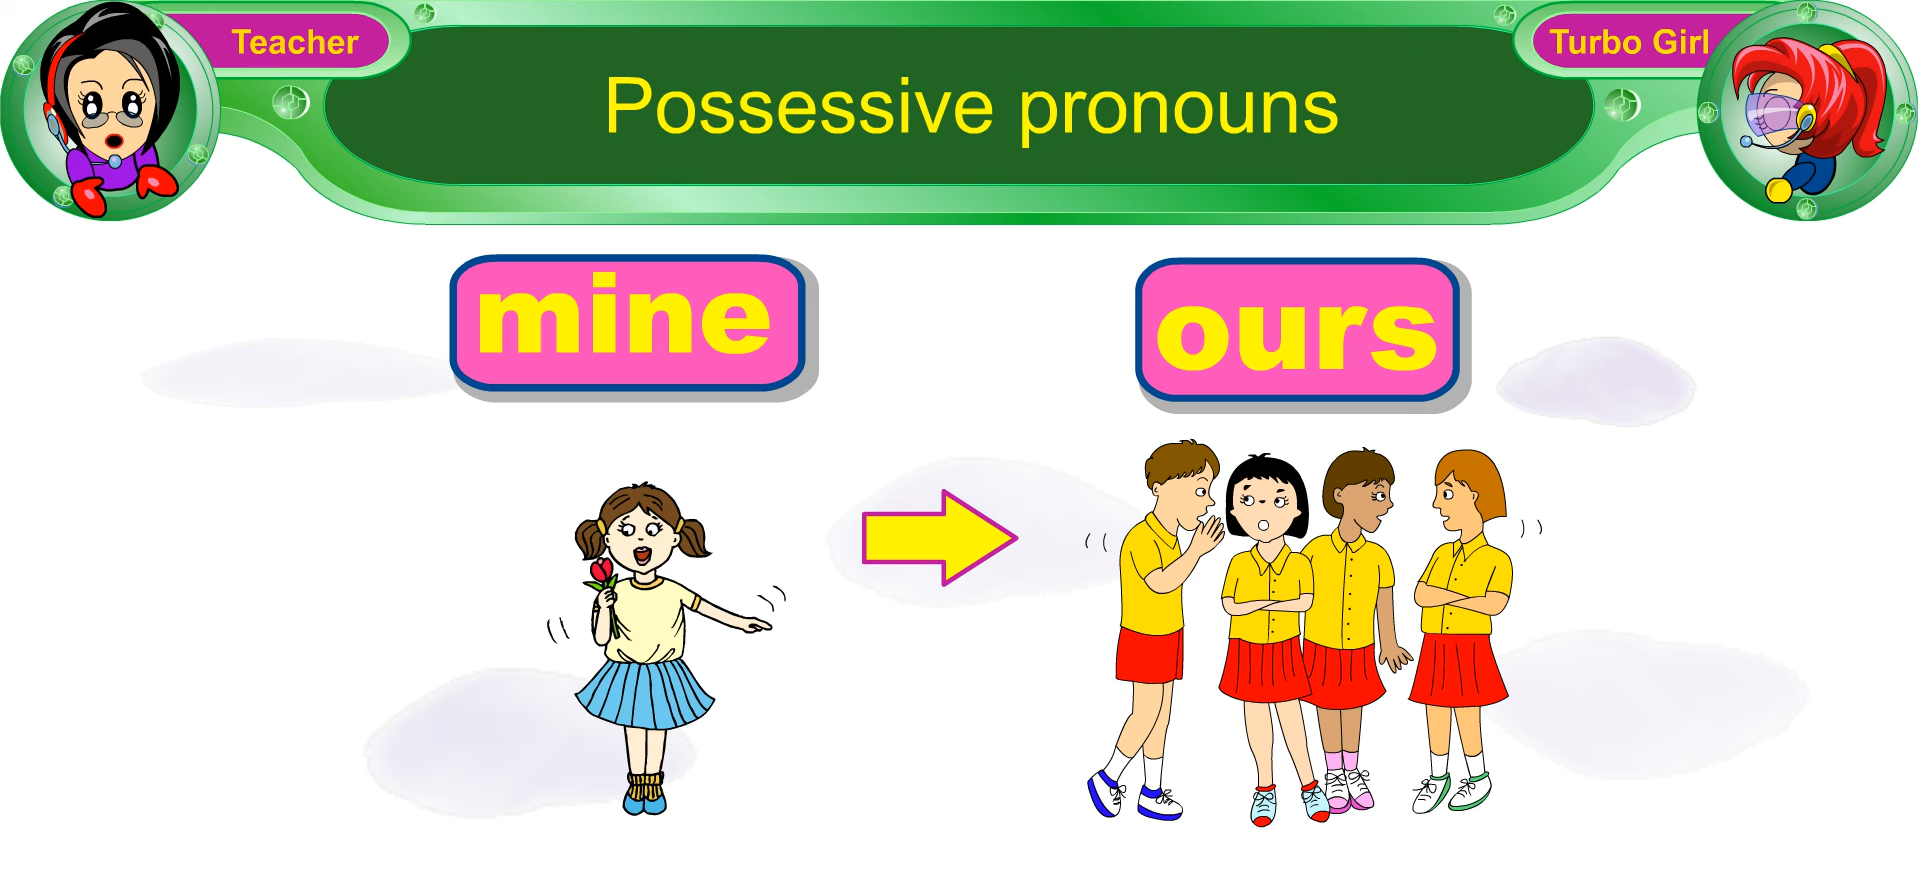 Teacher
Turbo Girl
Possessive pronouns
mine
ours